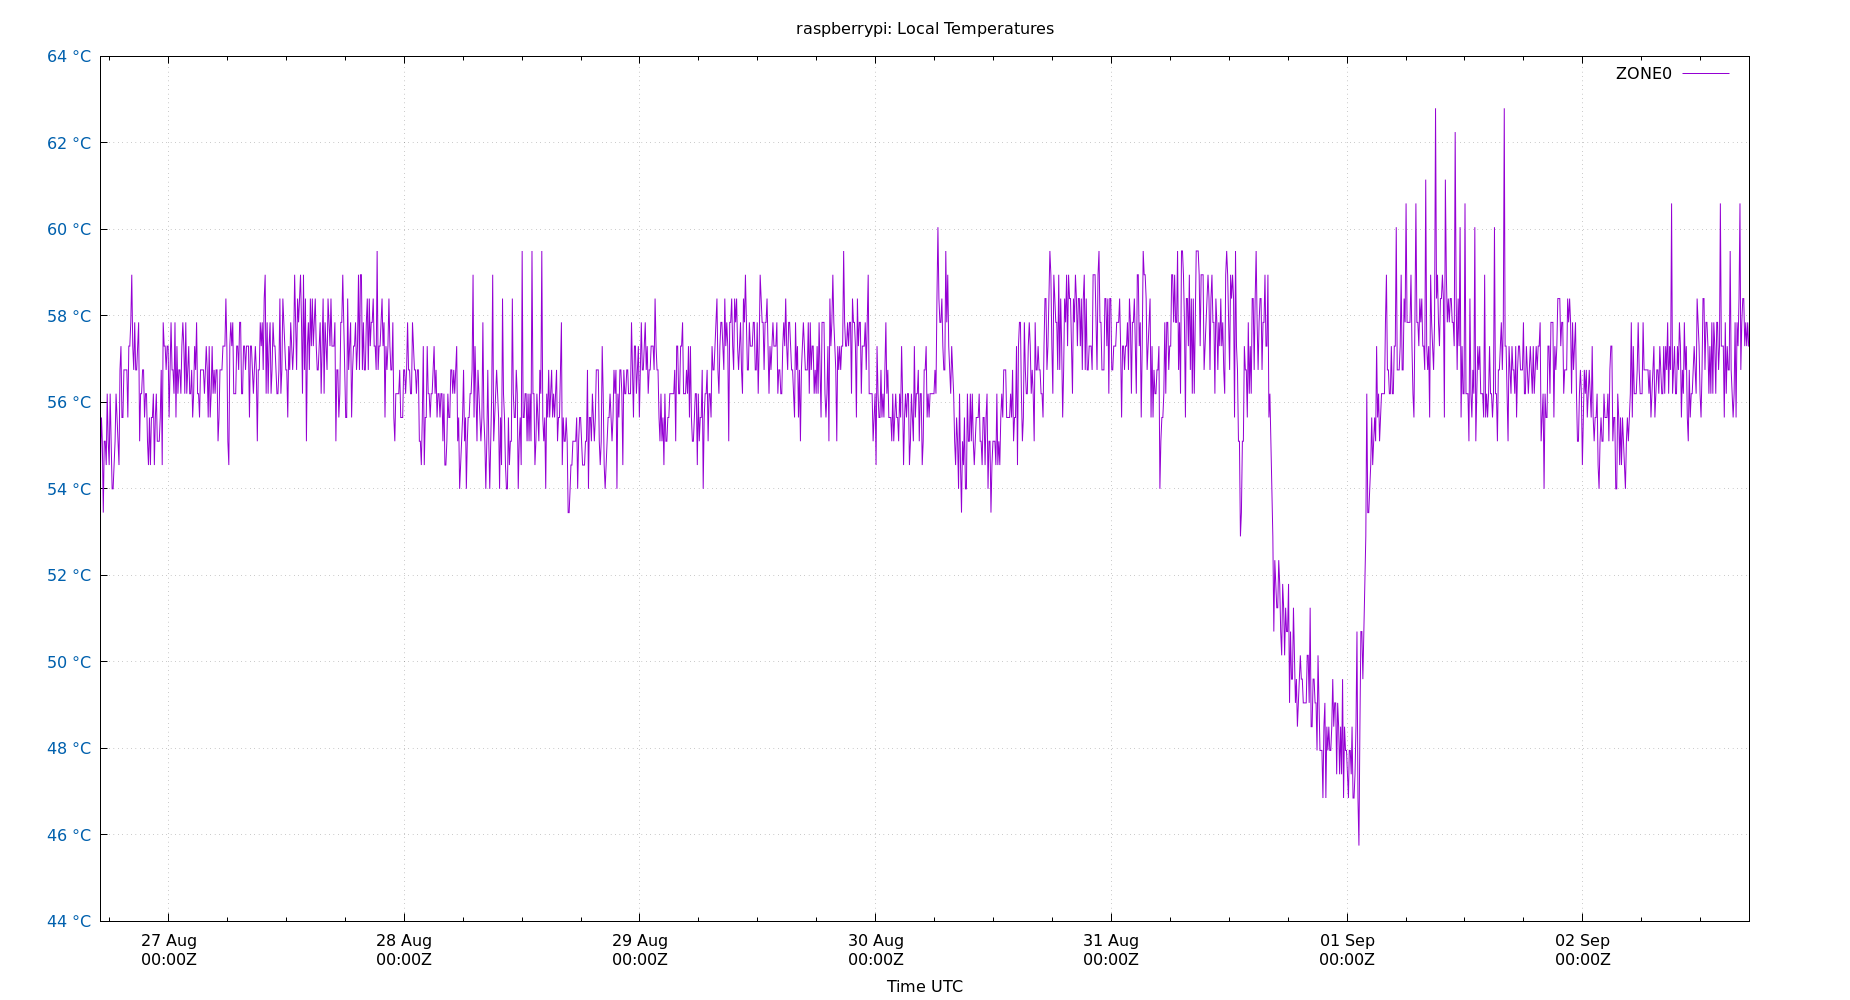 raspberrypi: Local Temperatures
ZONE0
64 °C
62 °C
60 °C
58 °C
56 °C
54 °C
52 °C
50 °C
48 °C
46 °C
44 °C
27 Aug 28 Aug 29 Aug 30 Aug 31 Aug 01 Sep 02 Sep
00:00Z 00:00Z 00:00Z 00:00Z 00:00Z 00:00Z 00:00Z
Time UTC